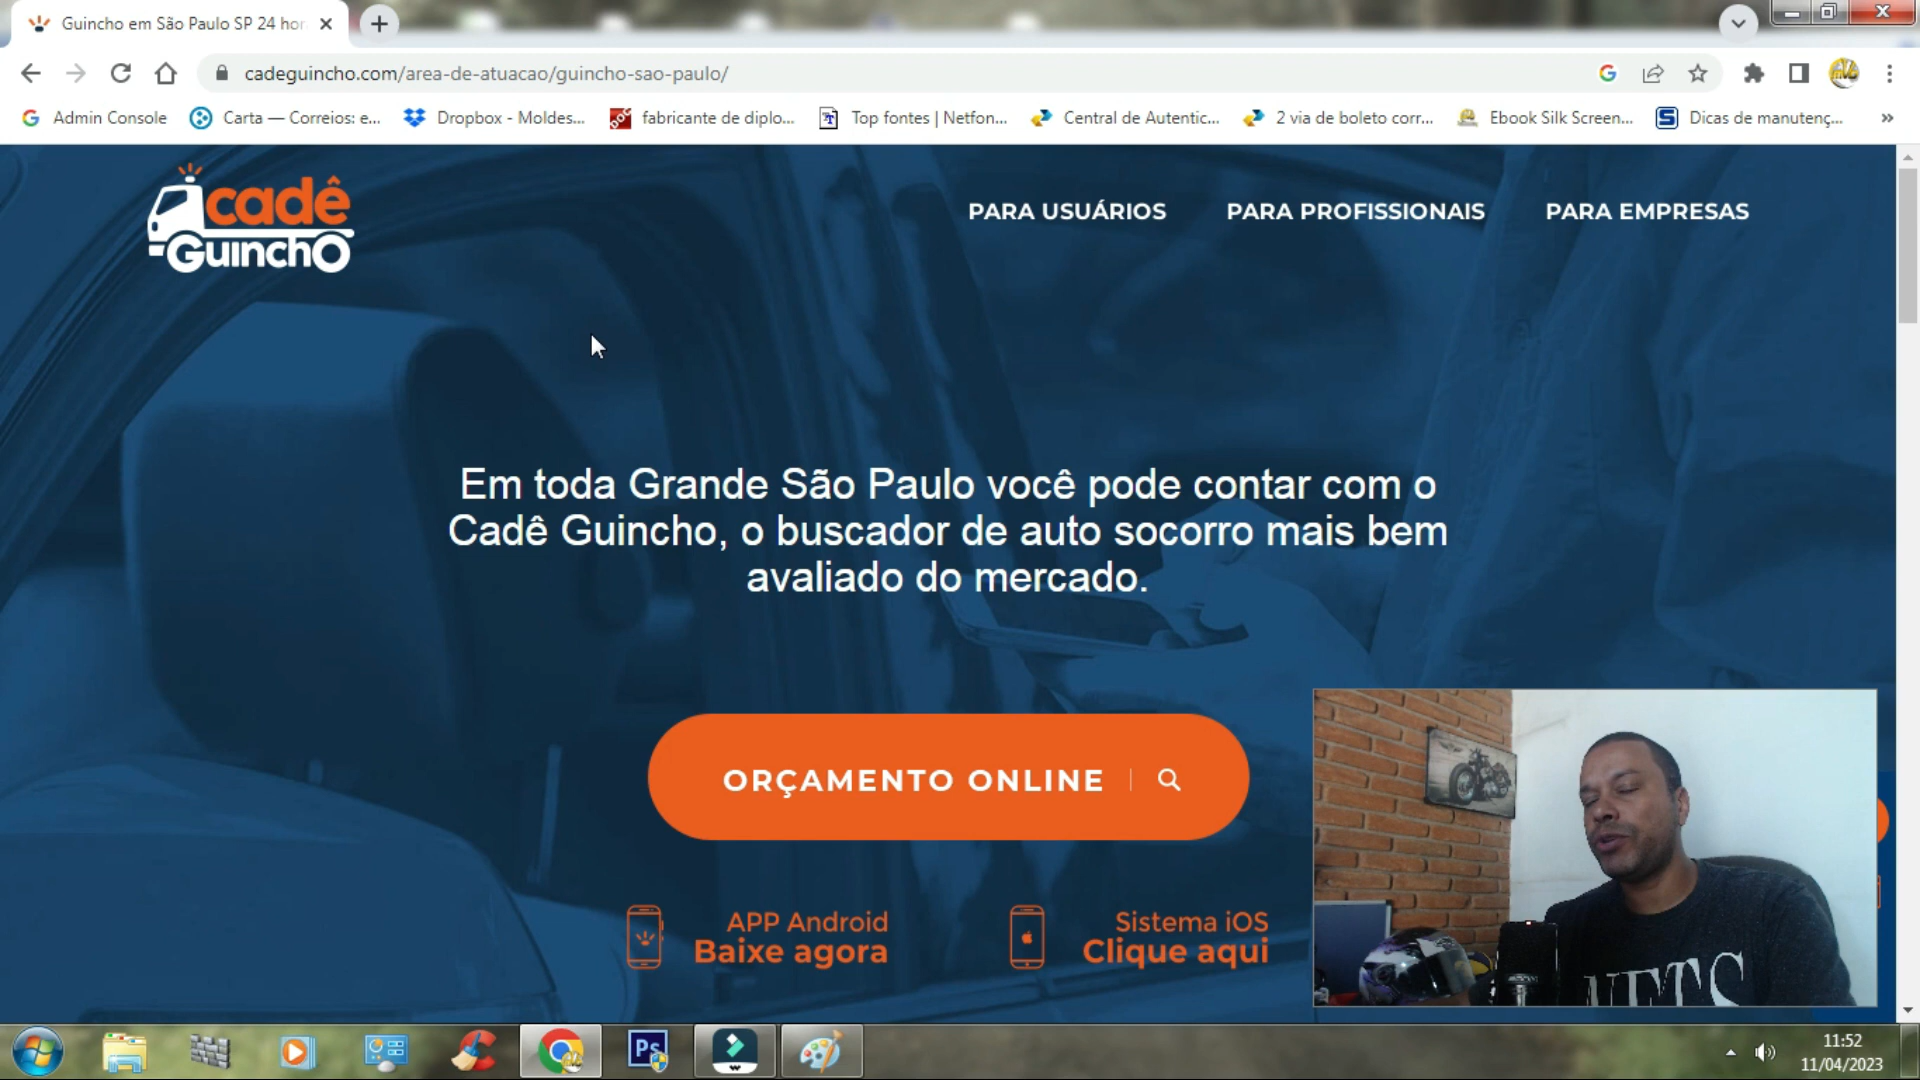 Guincho em São Paulo SP 24 hor
cadeguincho.com/area-de-atuacao/guincho-sao-paulo/
Admin Console
Carta — Correios: e...
Dropbox - Moldes...
DOC
fabricante de diplo...
Top fontes | Netfon...
Central de Autentic...
2 via de boleto corr...
Ebook Silk Screen...
Dicas de manutenç...
cadê
Guincho
PARA USUÁRIOS
PARA PROFISSIONAIS
PARA EMPRESAS
Em toda Grande São Paulo você pode contar com o
Cadê Guincho, o buscador de auto socorro mais bem
avaliado do mercado.
ORÇAMENTO ONLINE
APP Android
Baixe agora
Sistema iOS
Clique aqui
NETS
Ps
11:52
11/04/2023